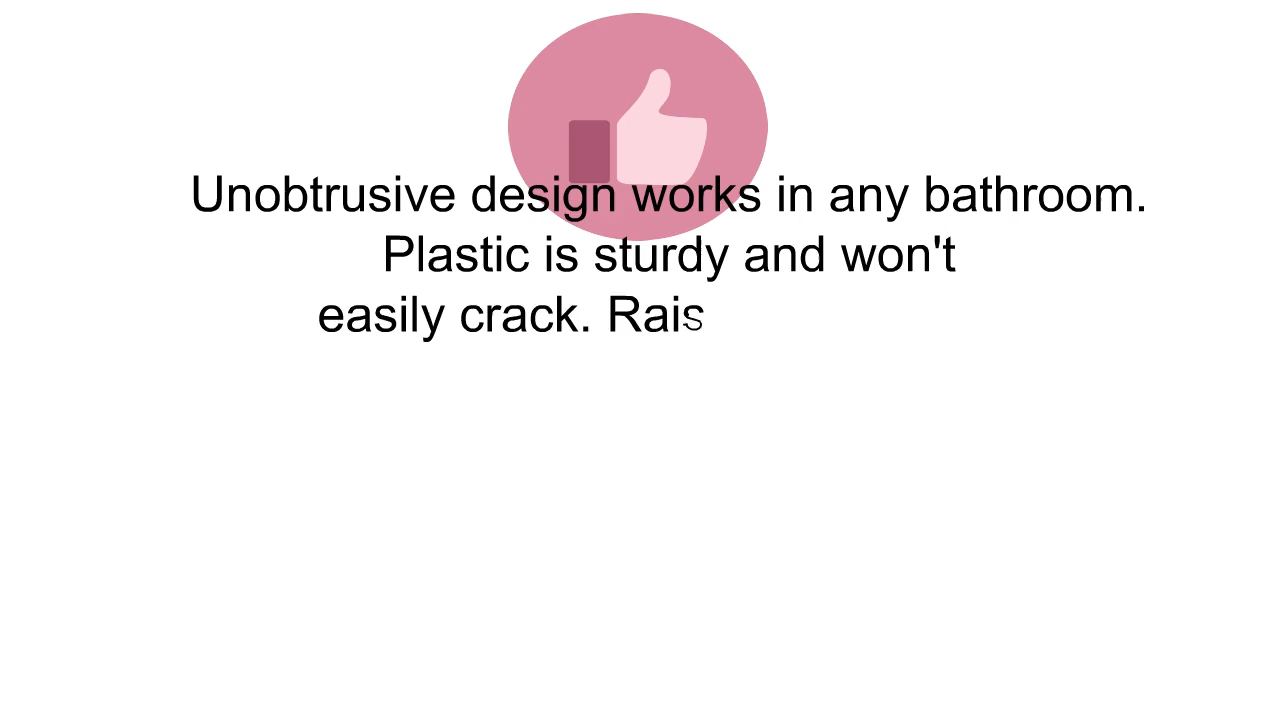 Unobtrusive design works in any bathroom.
Plastic is sturdy and won't
easily crack. Rais